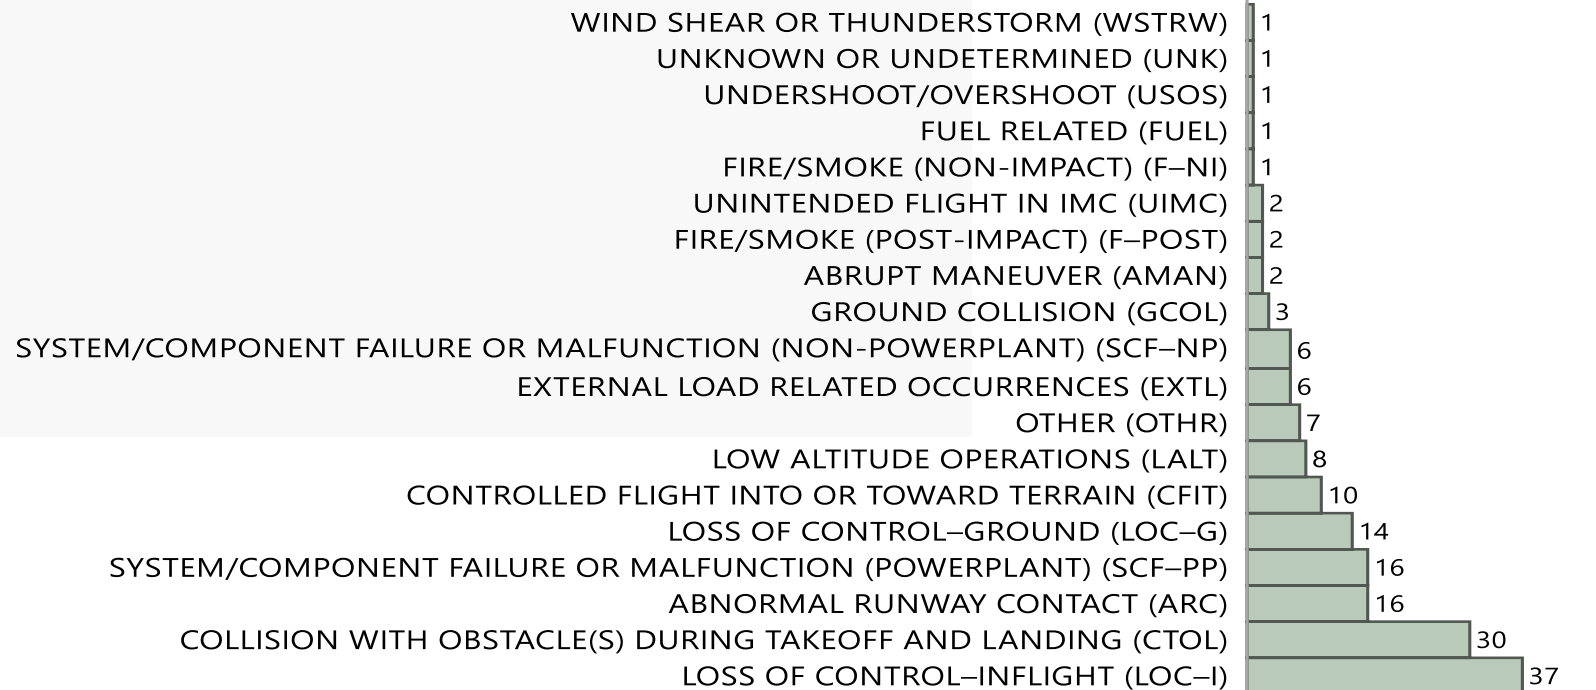 WIND SHEAR OR THUNDERSTORM (WSTRW) 1
UNKNOWN OR UNDETERMINED (UNK) 1
UNDERSHOOT/OVERSHOOT (USOS) 1
FUEL RELATED (FUEL) 1
FIRE/SMOKE (NON-IMPACT) (F–NI) 1
UNINTENDED FLIGHT IN IMC (UIMC) 2
FIRE/SMOKE (POST-IMPACT) (F–POST) 2
ABRUPT MANEUVER (AMAN) 2
GROUND COLLISION (GCOL) 3
SYSTEM/COMPONENT FAILURE OR MALFUNCTION (NON-POWERPLANT) (SCF–NP) 6
EXTERNAL LOAD RELATED OCCURRENCES (EXTL) 6
OTHER (OTHR) 7
LOW ALTITUDE OPERATIONS (LALT) 8
CONTROLLED FLIGHT INTO OR TOWARD TERRAIN (CFIT) 10
LOSS OF CONTROL–GROUND (LOC–G) 14
SYSTEM/COMPONENT FAILURE OR MALFUNCTION (POWERPLANT) (SCF–PP) 16
ABNORMAL RUNWAY CONTACT (ARC) 16
COLLISION WITH OBSTACLE(S) DURING TAKEOFF AND LANDING (CTOL) 30
LOSS OF CONTROL–INFLIGHT (LOC–I) 37